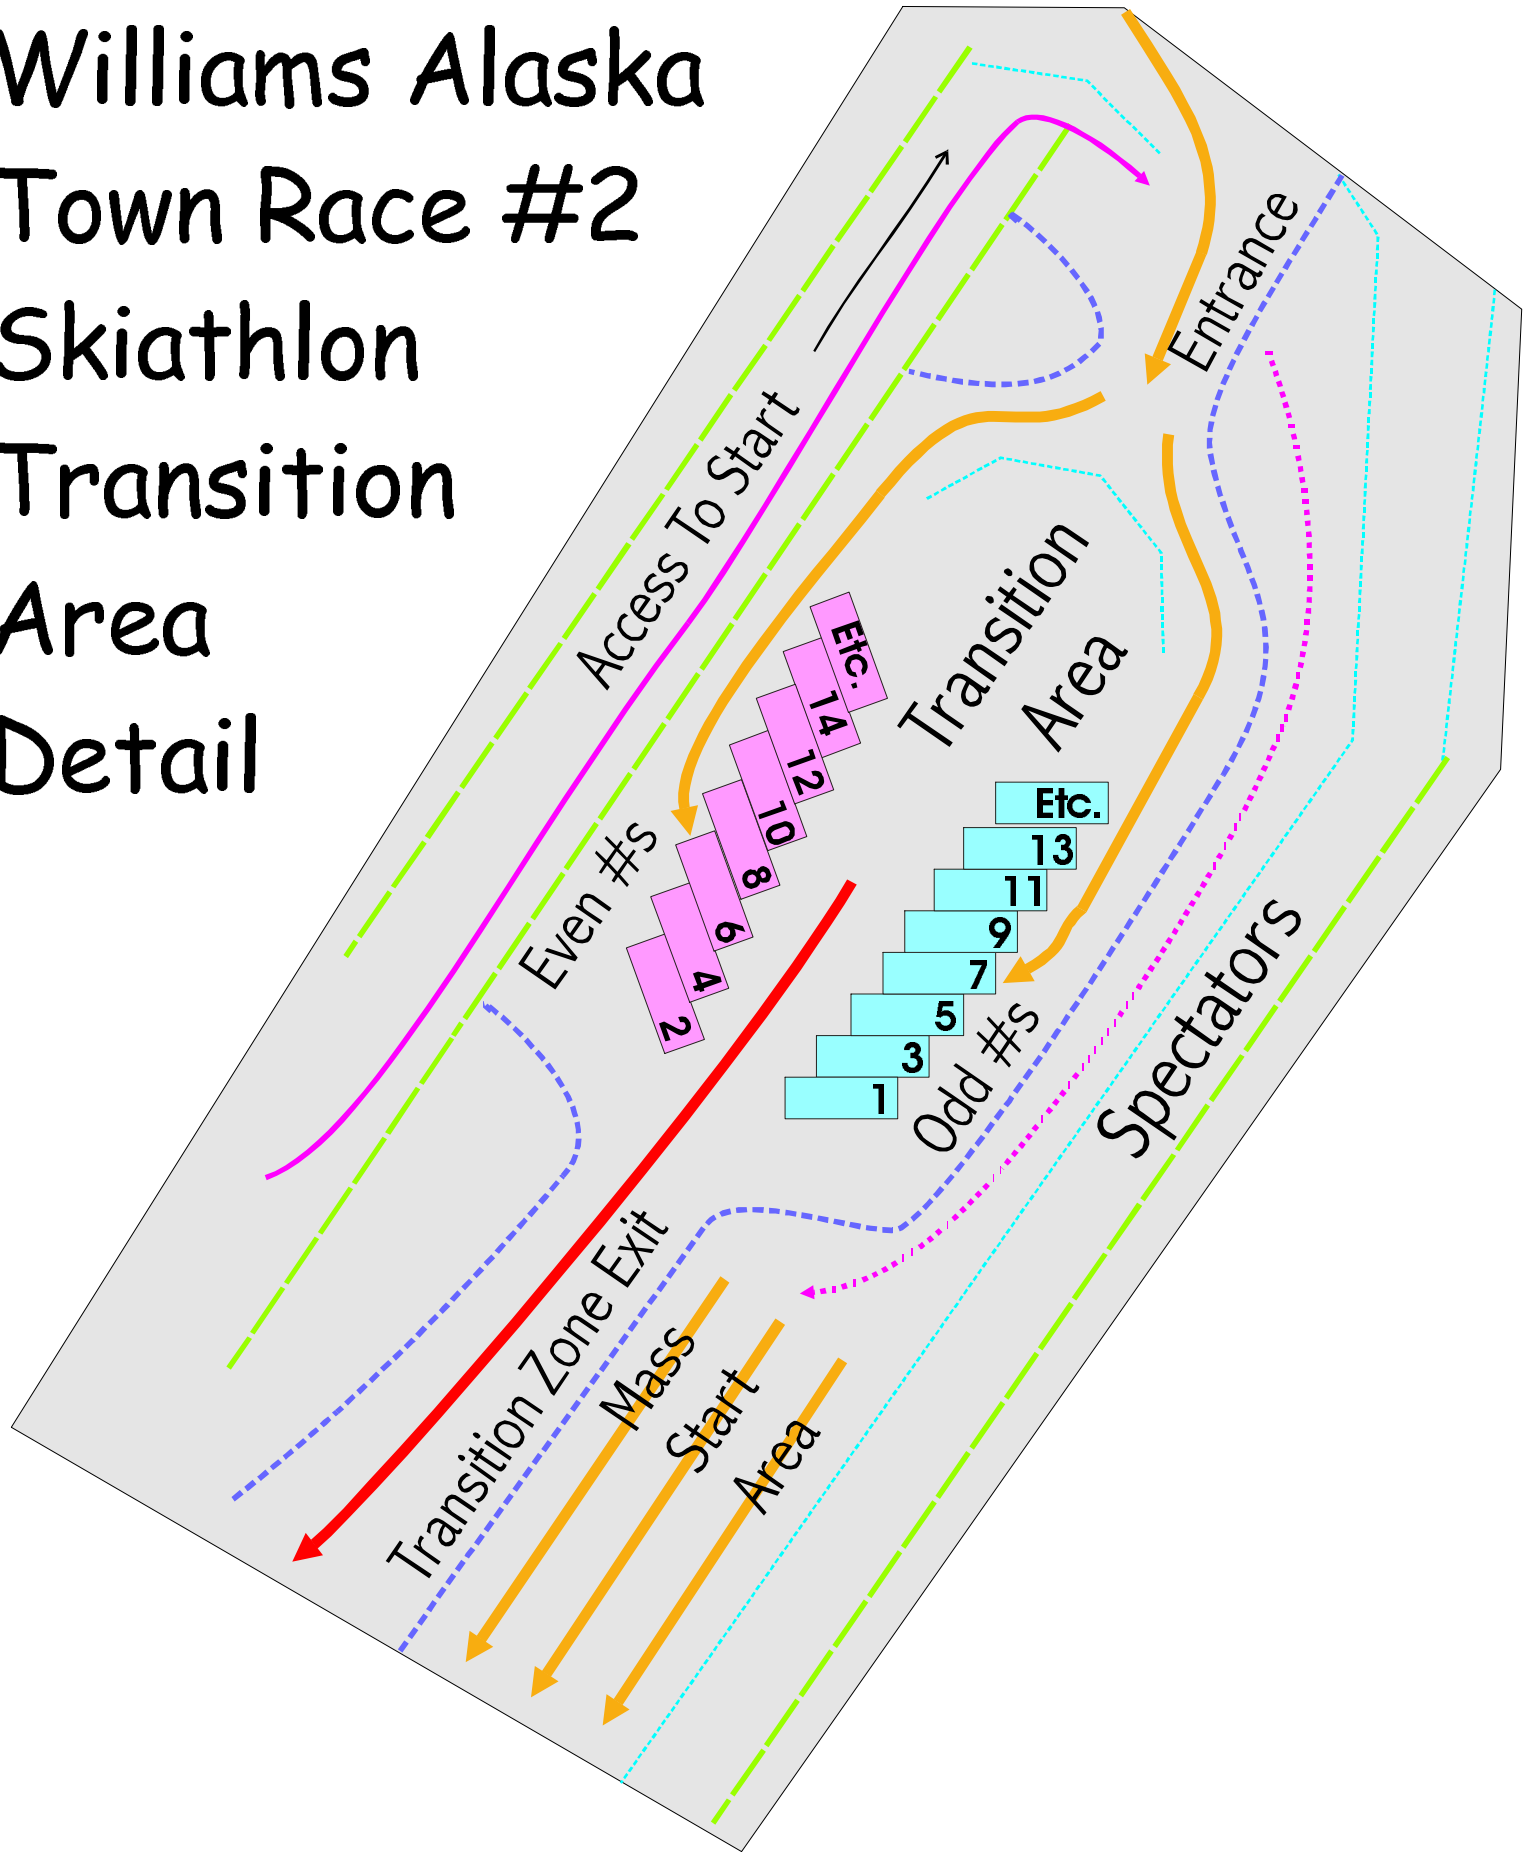 Williams Alaska
Town Race #2
Skiathlon
Transition
Area
Detail
Entrance
Access To Start
Transition
Area
Even #s
Etc.
14
12
10
8
6
4
2
Etc.
13
11
9
7
5
3
1
Odd #s
Spectators
Transition Zone Exit
Mass
Start
Area